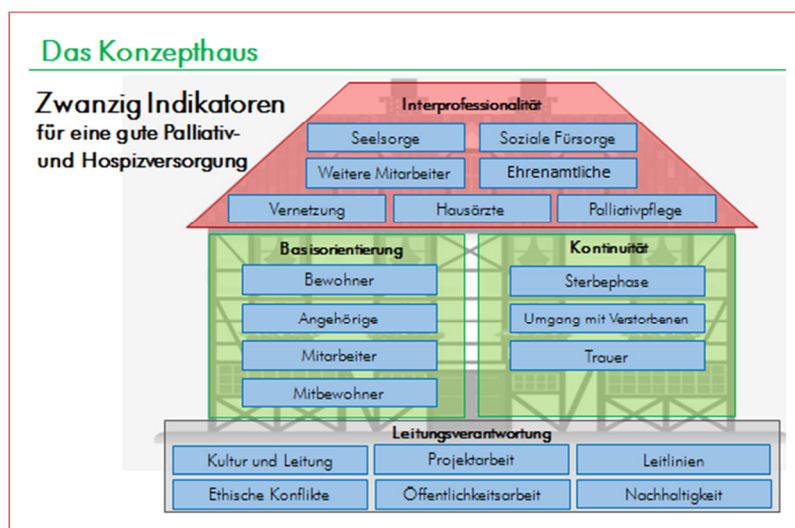 Das Konzepthaus
Zwanzig Indikatoren
für eine gute Palliativ-
und Hospizversorgung
Interprofessionalität
Seelsorge
Soziale Fürsorge
Weitere Mitarbeiter
Ehrenamtliche
Vernetzung
Hausärzte
Palliativpflege
Basisorientierung
Bewohner
Angehörige
Mitarbeiter
Mitbewohner
Kontinuität
Sterbephase
Umgang mit Verstorbenen
Trauer
Leitungsverantwortung
Kultur und Leitung
Projektarbeit
Leitlinien
Ethische Konflikte
Öffentlichkeitsarbeit
Nachhaltigkeit